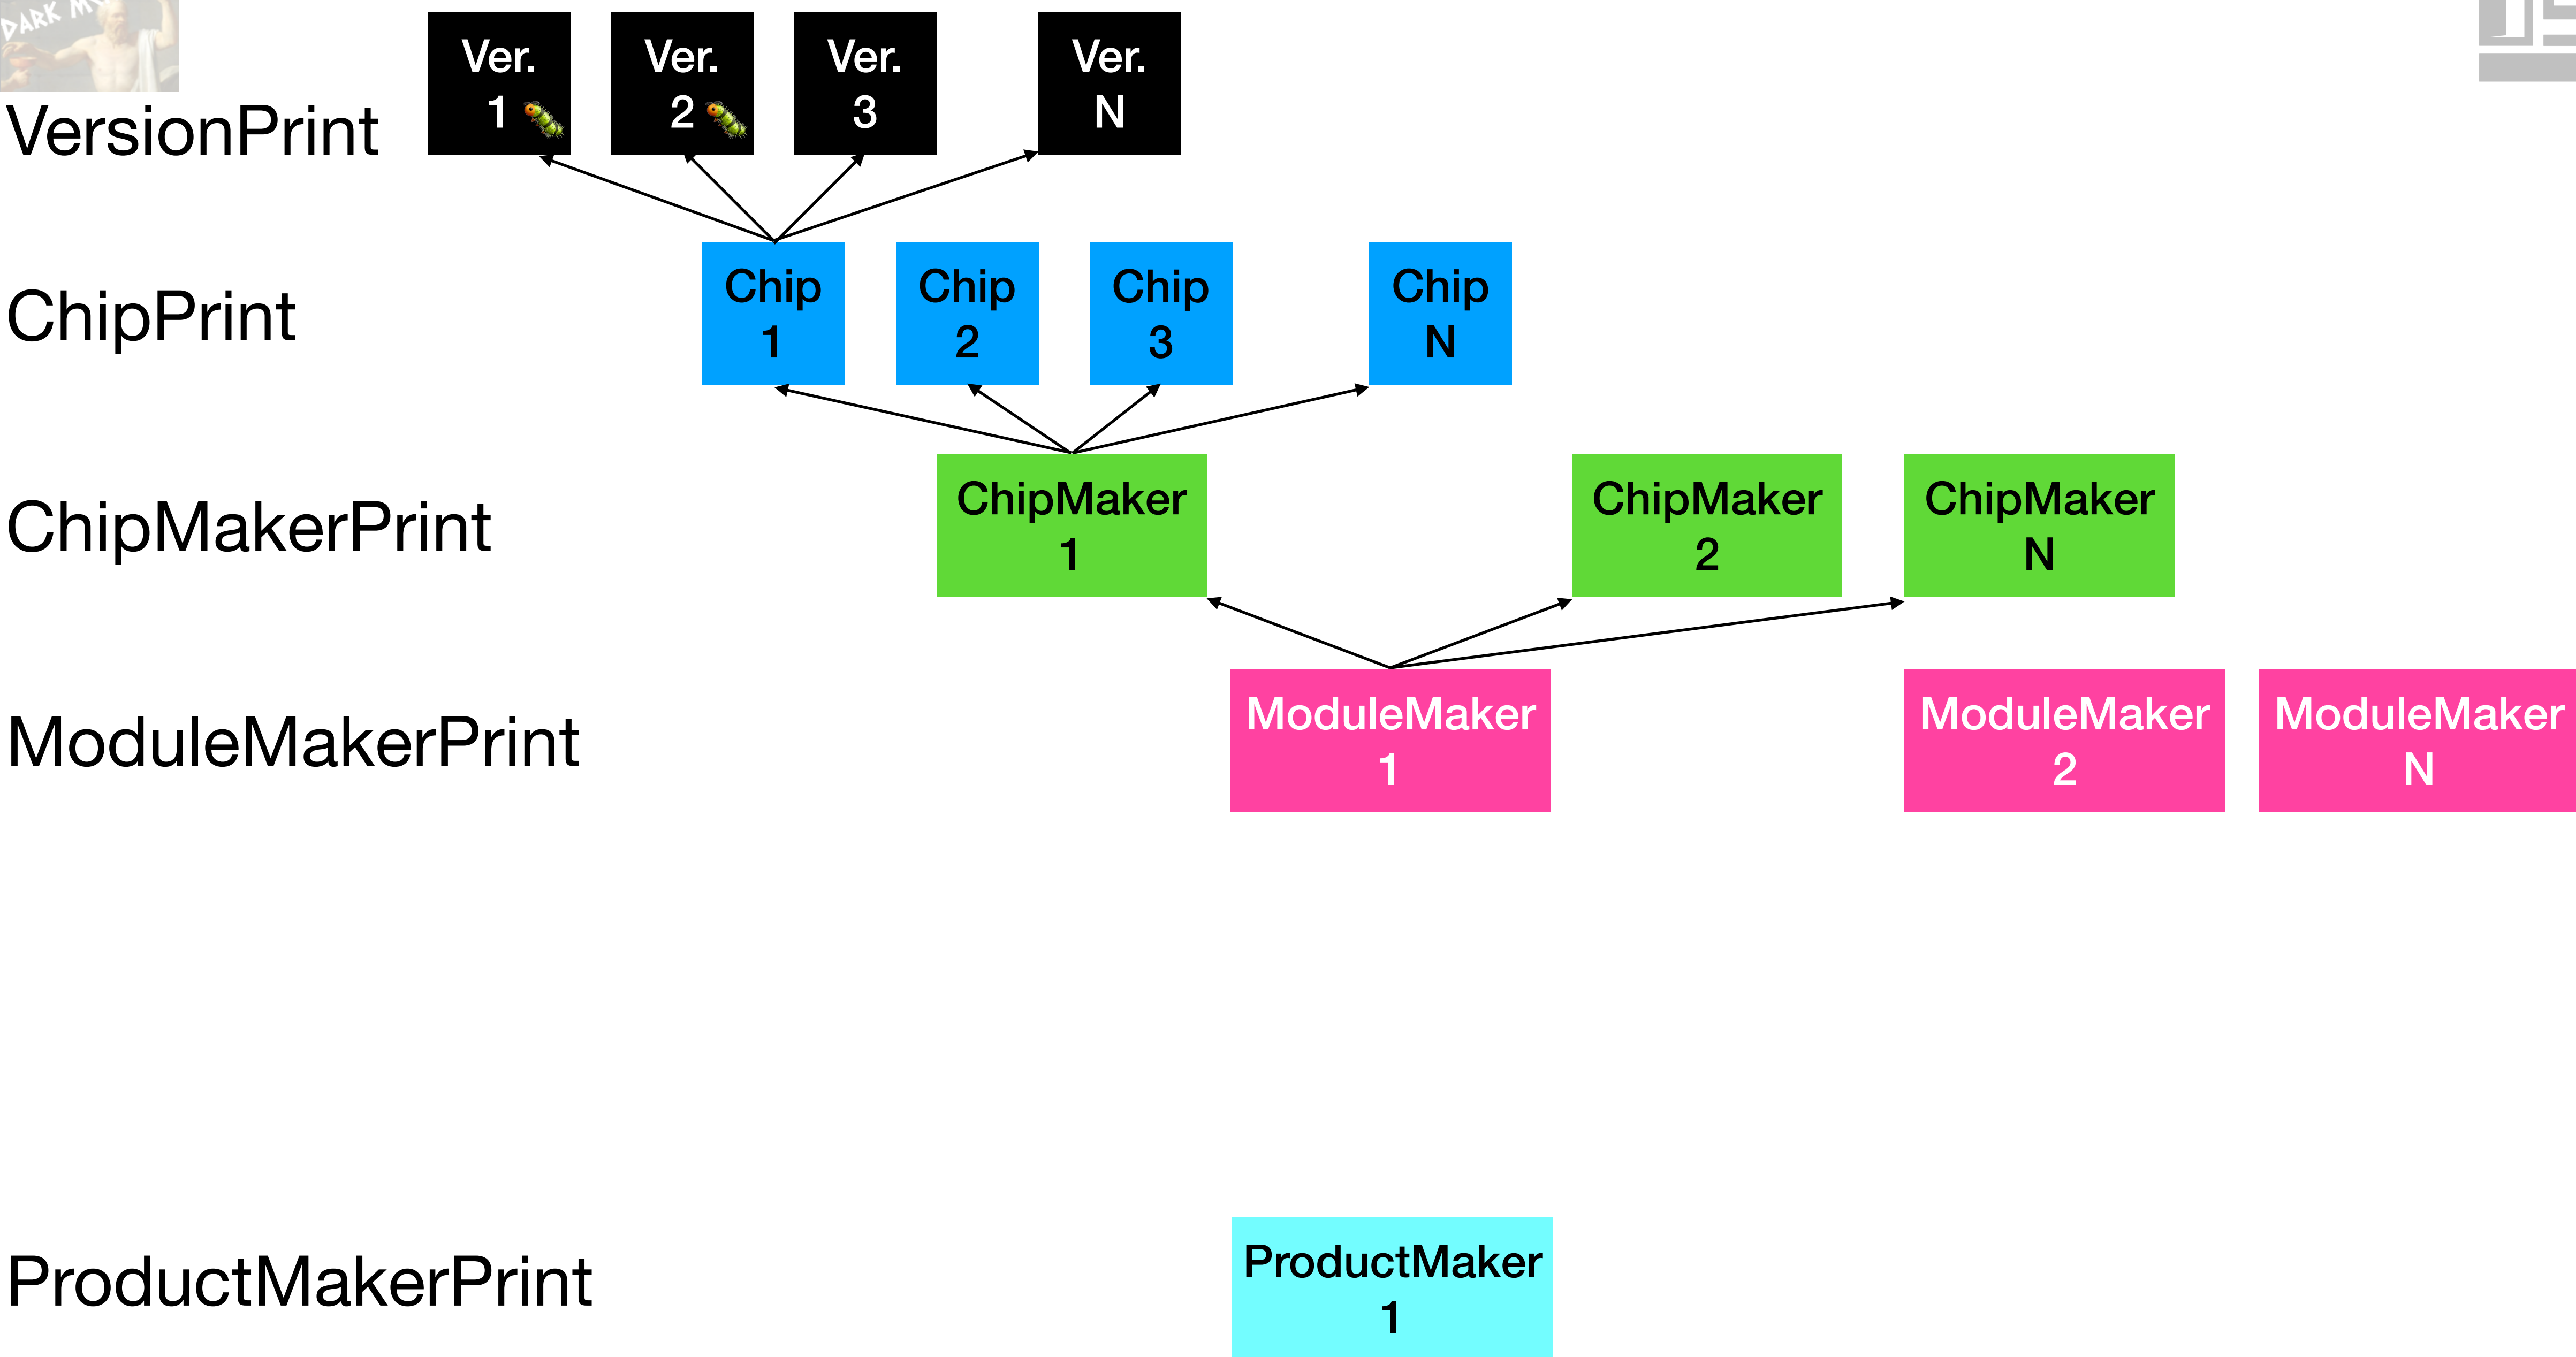 DARK
Ver. Ver. Ver. Ver.
1 2 3 N
VersionPrint
Chip Chip Chip Chip
1 2 3 N
ChipPrint
ChipMaker ChipMaker ChipMaker
1 2 N
ChipMakerPrint
ModuleMaker ModuleMaker ModuleMaker
1 2 N
ModuleMakerPrint
ProductMaker
1
ProductMakerPrint